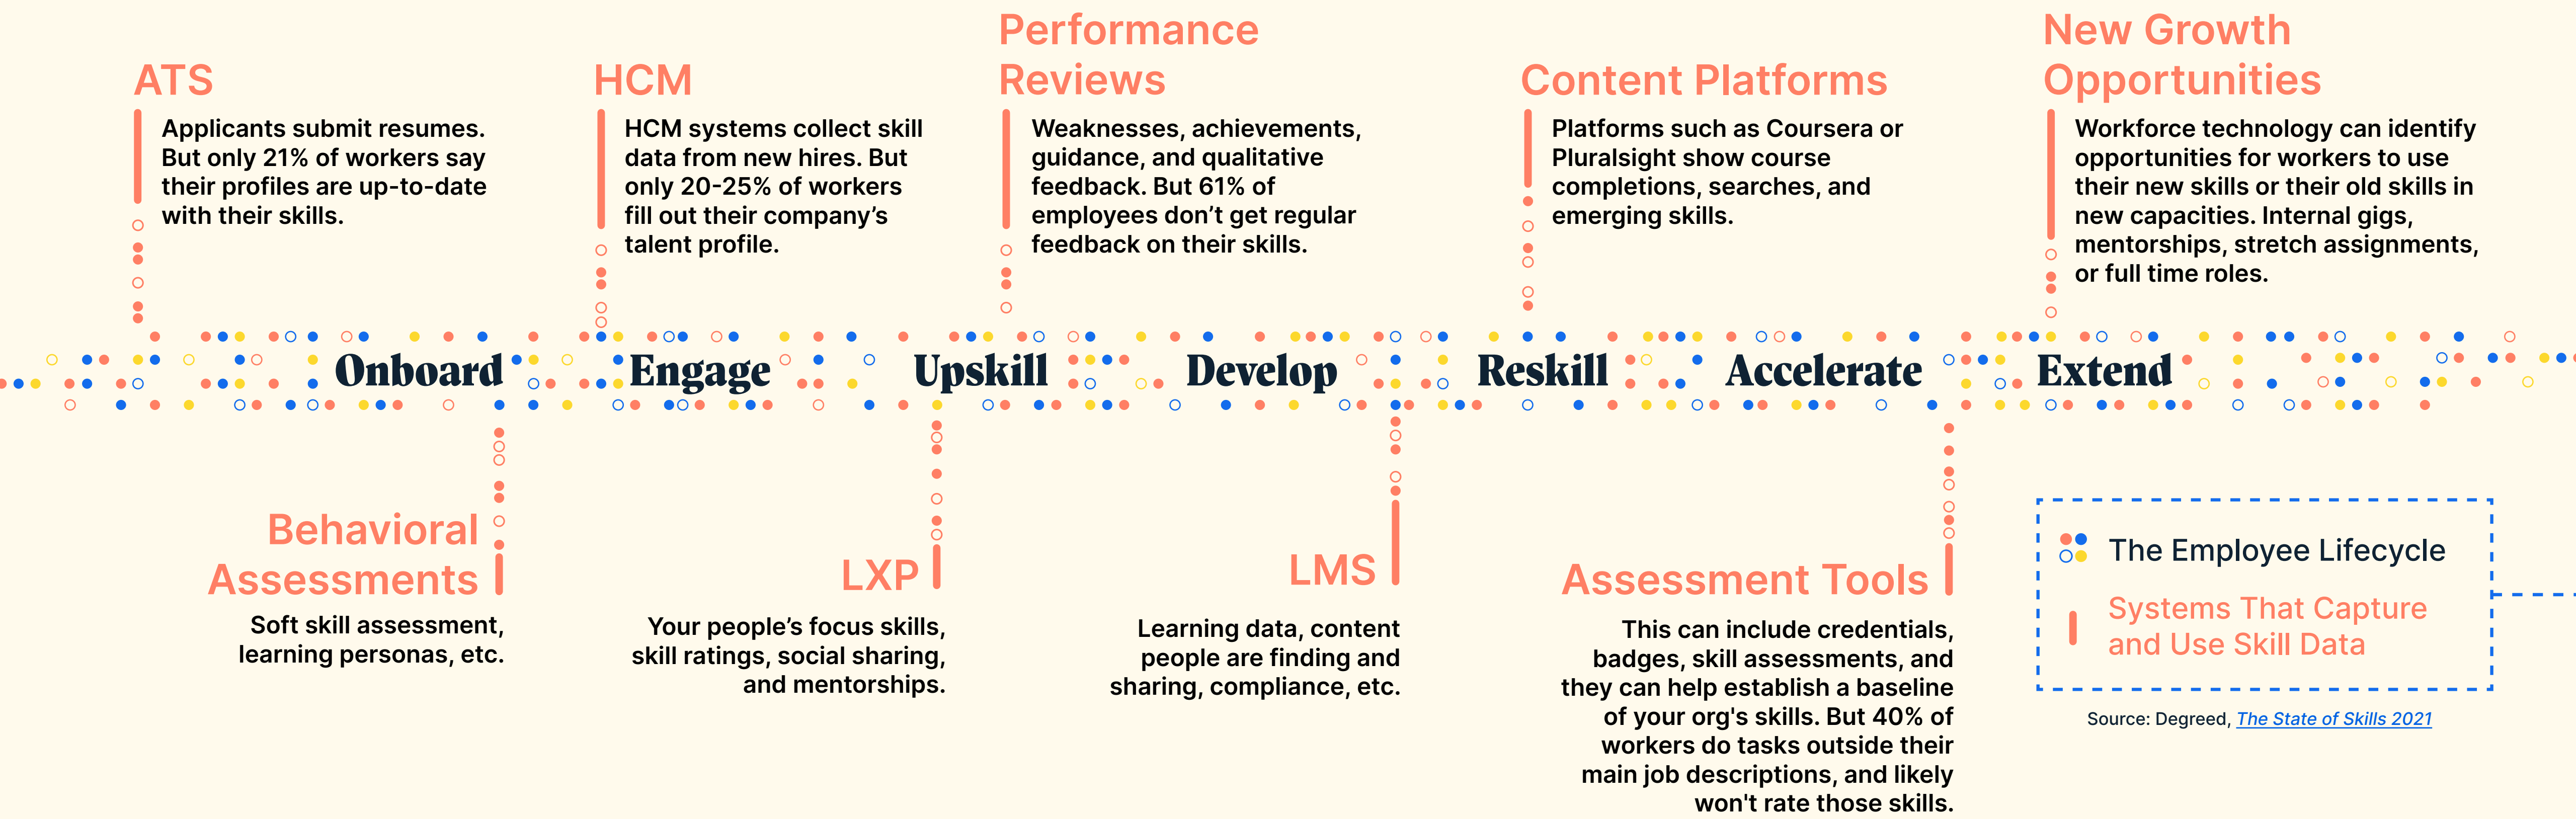 ATS
Applicants submit resumes.
But only 21% of workers say
their profiles are up-to-date
with their skills.
HCM
HCM systems collect skill
data from new hires. But
only 20-25% of workers
fill out their company’s
talent profile.
Performance
Reviews
Weaknesses, achievements,
guidance, and qualitative
feedback. But 61% of
employees don’t get regular
feedback on their skills.
Content Platforms
Platforms such as Coursera or
Pluralsight show course
completions, searches, and
emerging skills.
New Growth
Opportunities
Workforce technology can identify
opportunities for workers to use
their new skills or their old skills in
new capacities. Internal gigs,
mentorships, stretch assignments,
or full time roles.
Onboard
Engage
Upskill
Develop
Reskill
Accelerate
Extend
Behavioral
Assessments
Soft skill assessment,
learning personas, etc.
LXP
Your people’s focus skills,
skill ratings, social sharing,
and mentorships.
LMS
Learning data, content
people are finding and
sharing, compliance, etc.
Assessment Tools
This can include credentials,
badges, skill assessments, and
they can help establish a baseline
of your org's skills. But 40% of
workers do tasks outside their
main job descriptions, and likely
won't rate those skills.
The Employee Lifecycle
Systems That Capture
and Use Skill Data
Source: Degreed, The State of Skills 2021